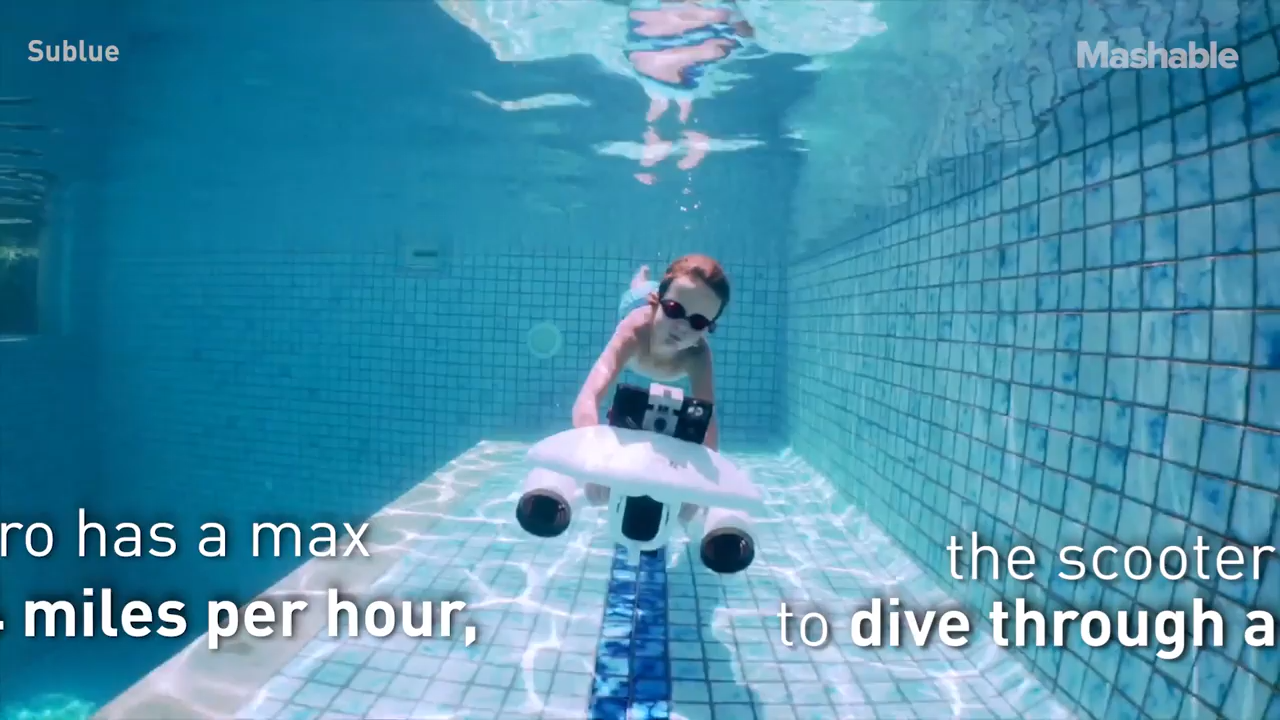 Sublue
Mashable
ro has a max
miles per hour,
the scooter
to dive through a